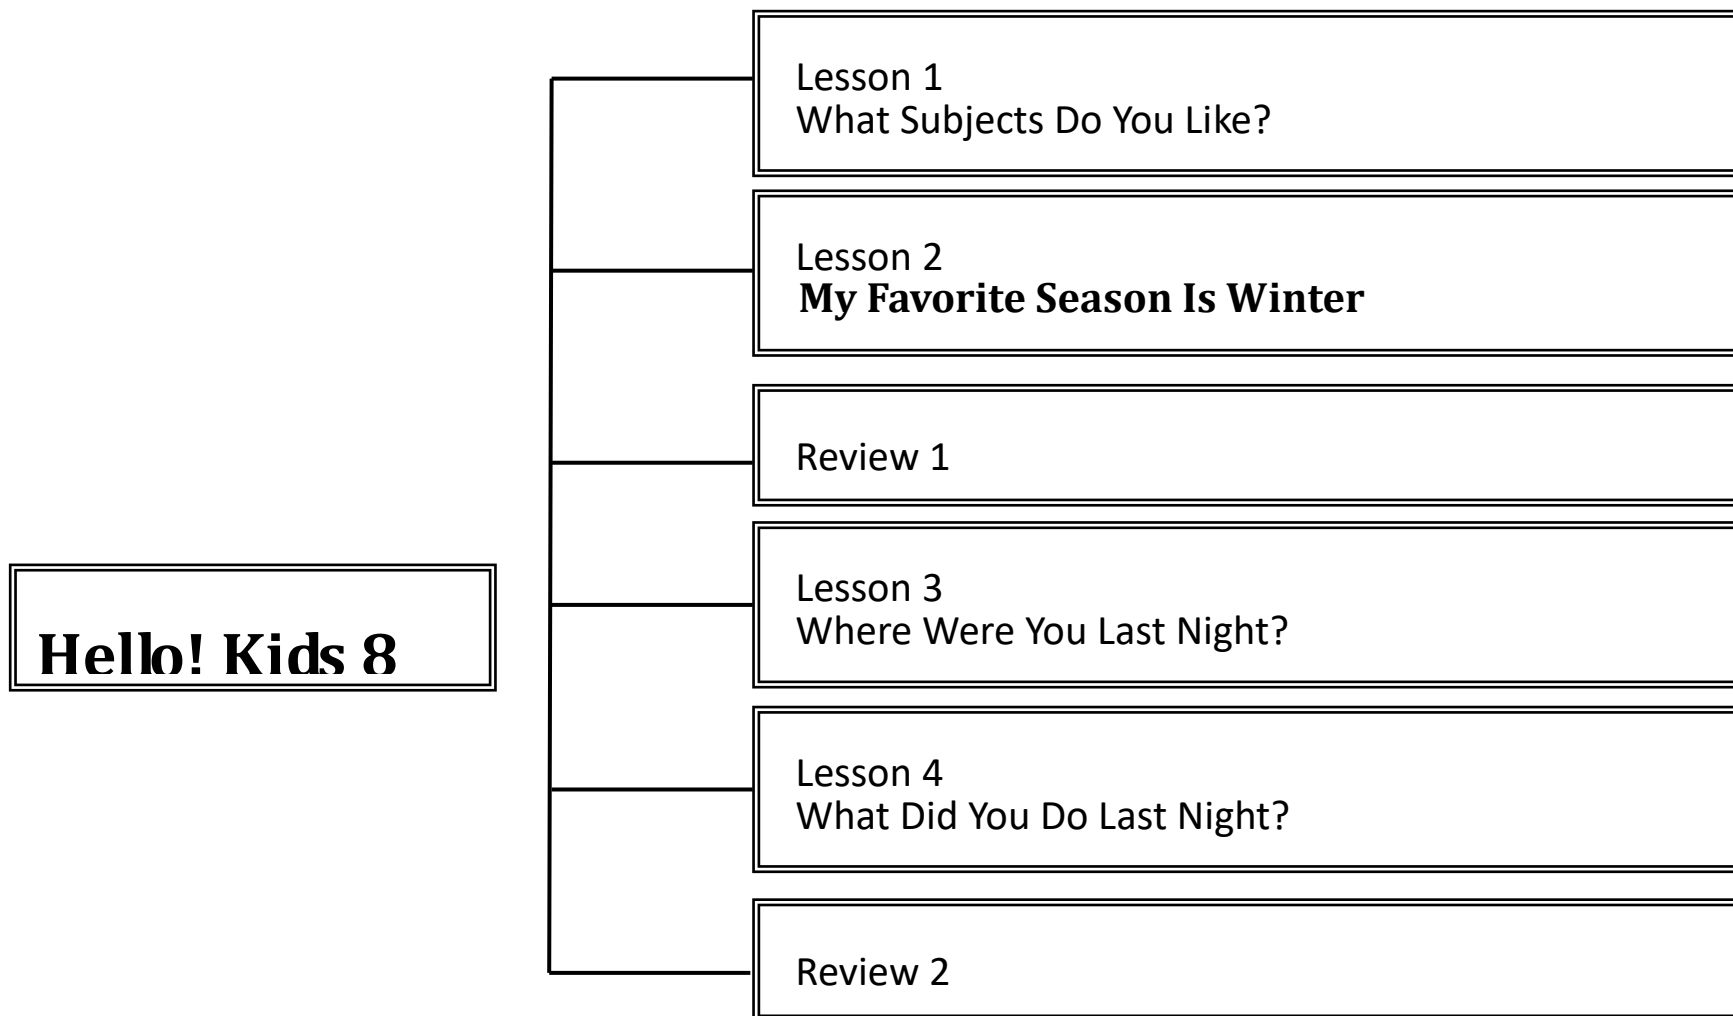 Lesson 1
What Subjects Do You Like?
Lesson 2
My Favorite Season Is Winter
Review 1
Hello! Kids 8
Lesson 3
Where Were You Last Night?
Lesson 4
What Did You Do Last Night?
Review 2